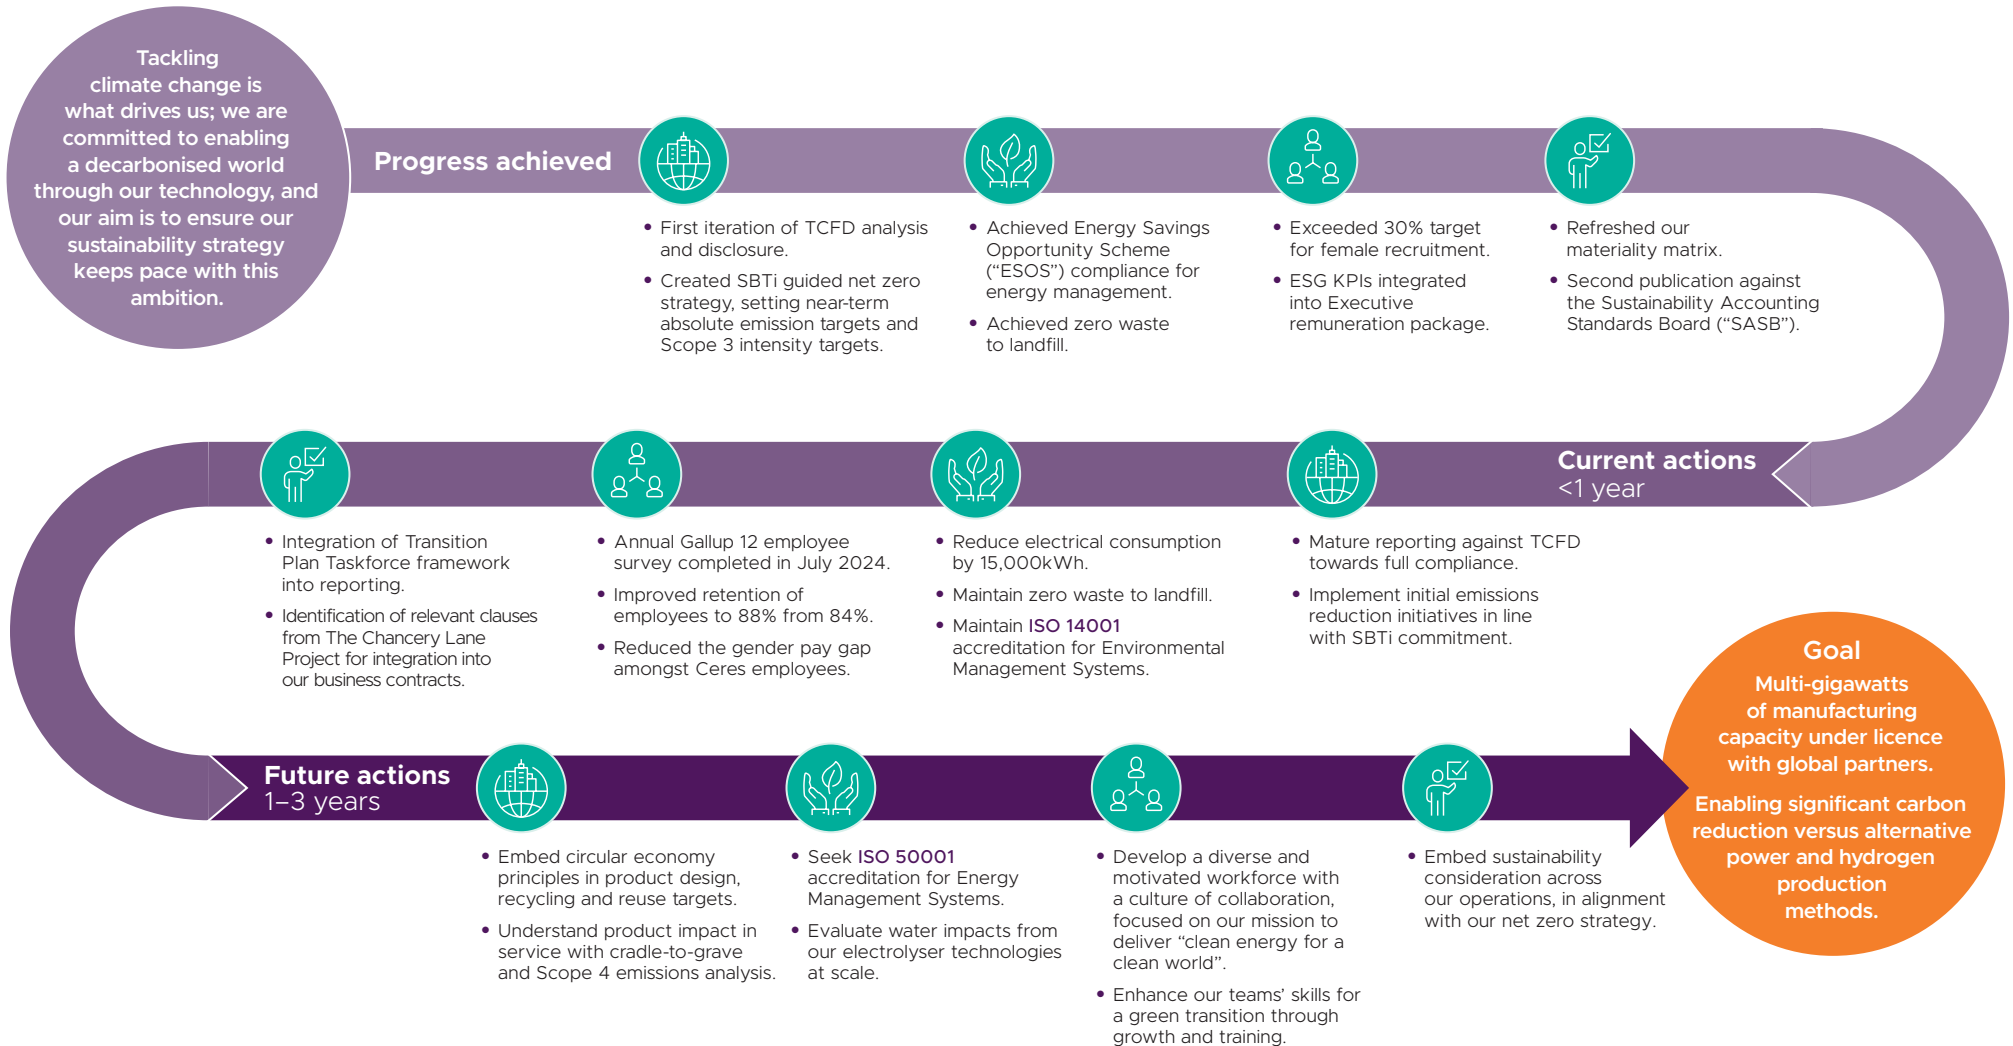 Tackling
climate change is
what drives us; we are
committed to enabling
a decarbonised world
through our technology, and
our aim is to ensure our
sustainability strategy
keeps pace with this
ambition.
Progress achieved
• First iteration of TCFD analysis
and disclosure.
• Created SBTi guided net zero
strategy, setting near-term
absolute emission targets and
Scope 3 intensity targets.
• Achieved Energy Savings
Opportunity Scheme
(“ESOS”) compliance for
energy management.
• Achieved zero waste
to landfill.
• Exceeded 30% target
for female recruitment.
• ESG KPIs integrated
into Executive
remuneration package.
• Refreshed our
materiality matrix.
• Second publication against
the Sustainability Accounting
Standards Board (“SASB”).
Current actions
<1 year
• Mature reporting against TCFD
towards full compliance.
• Implement initial emissions
reduction initiatives in line
with SBTi commitment.
• Reduce electrical consumption
by 15,000kWh.
• Maintain zero waste to landfill.
• Maintain ISO 14001
accreditation for Environmental
Management Systems.
• Annual Gallup 12 employee
survey completed in July 2024.
• Improved retention of
employees to 88% from 84%.
• Reduced the gender pay gap
amongst Ceres employees.
• Integration of Transition
Plan Taskforce framework
into reporting.
• Identification of relevant clauses
from The Chancery Lane
Project for integration into
our business contracts.
Future actions
1–3 years
• Embed circular economy
principles in product design,
recycling and reuse targets.
• Understand product impact in
service with cradle-to-grave
and Scope 4 emissions analysis.
• Seek ISO 50001
accreditation for Energy
Management Systems.
• Evaluate water impacts from
our electrolyser technologies
at scale.
• Develop a diverse and
motivated workforce with
a culture of collaboration,
focused on our mission to
deliver “clean energy for a
clean world”.
• Enhance our teams’ skills for
a green transition through
growth and training.
• Embed sustainability
consideration across
our operations, in alignment
with our net zero strategy.
Goal
Multi-gigawatts
of manufacturing
capacity under licence
with global partners.
Enabling significant carbon
reduction versus alternative
power and hydrogen
production
methods.